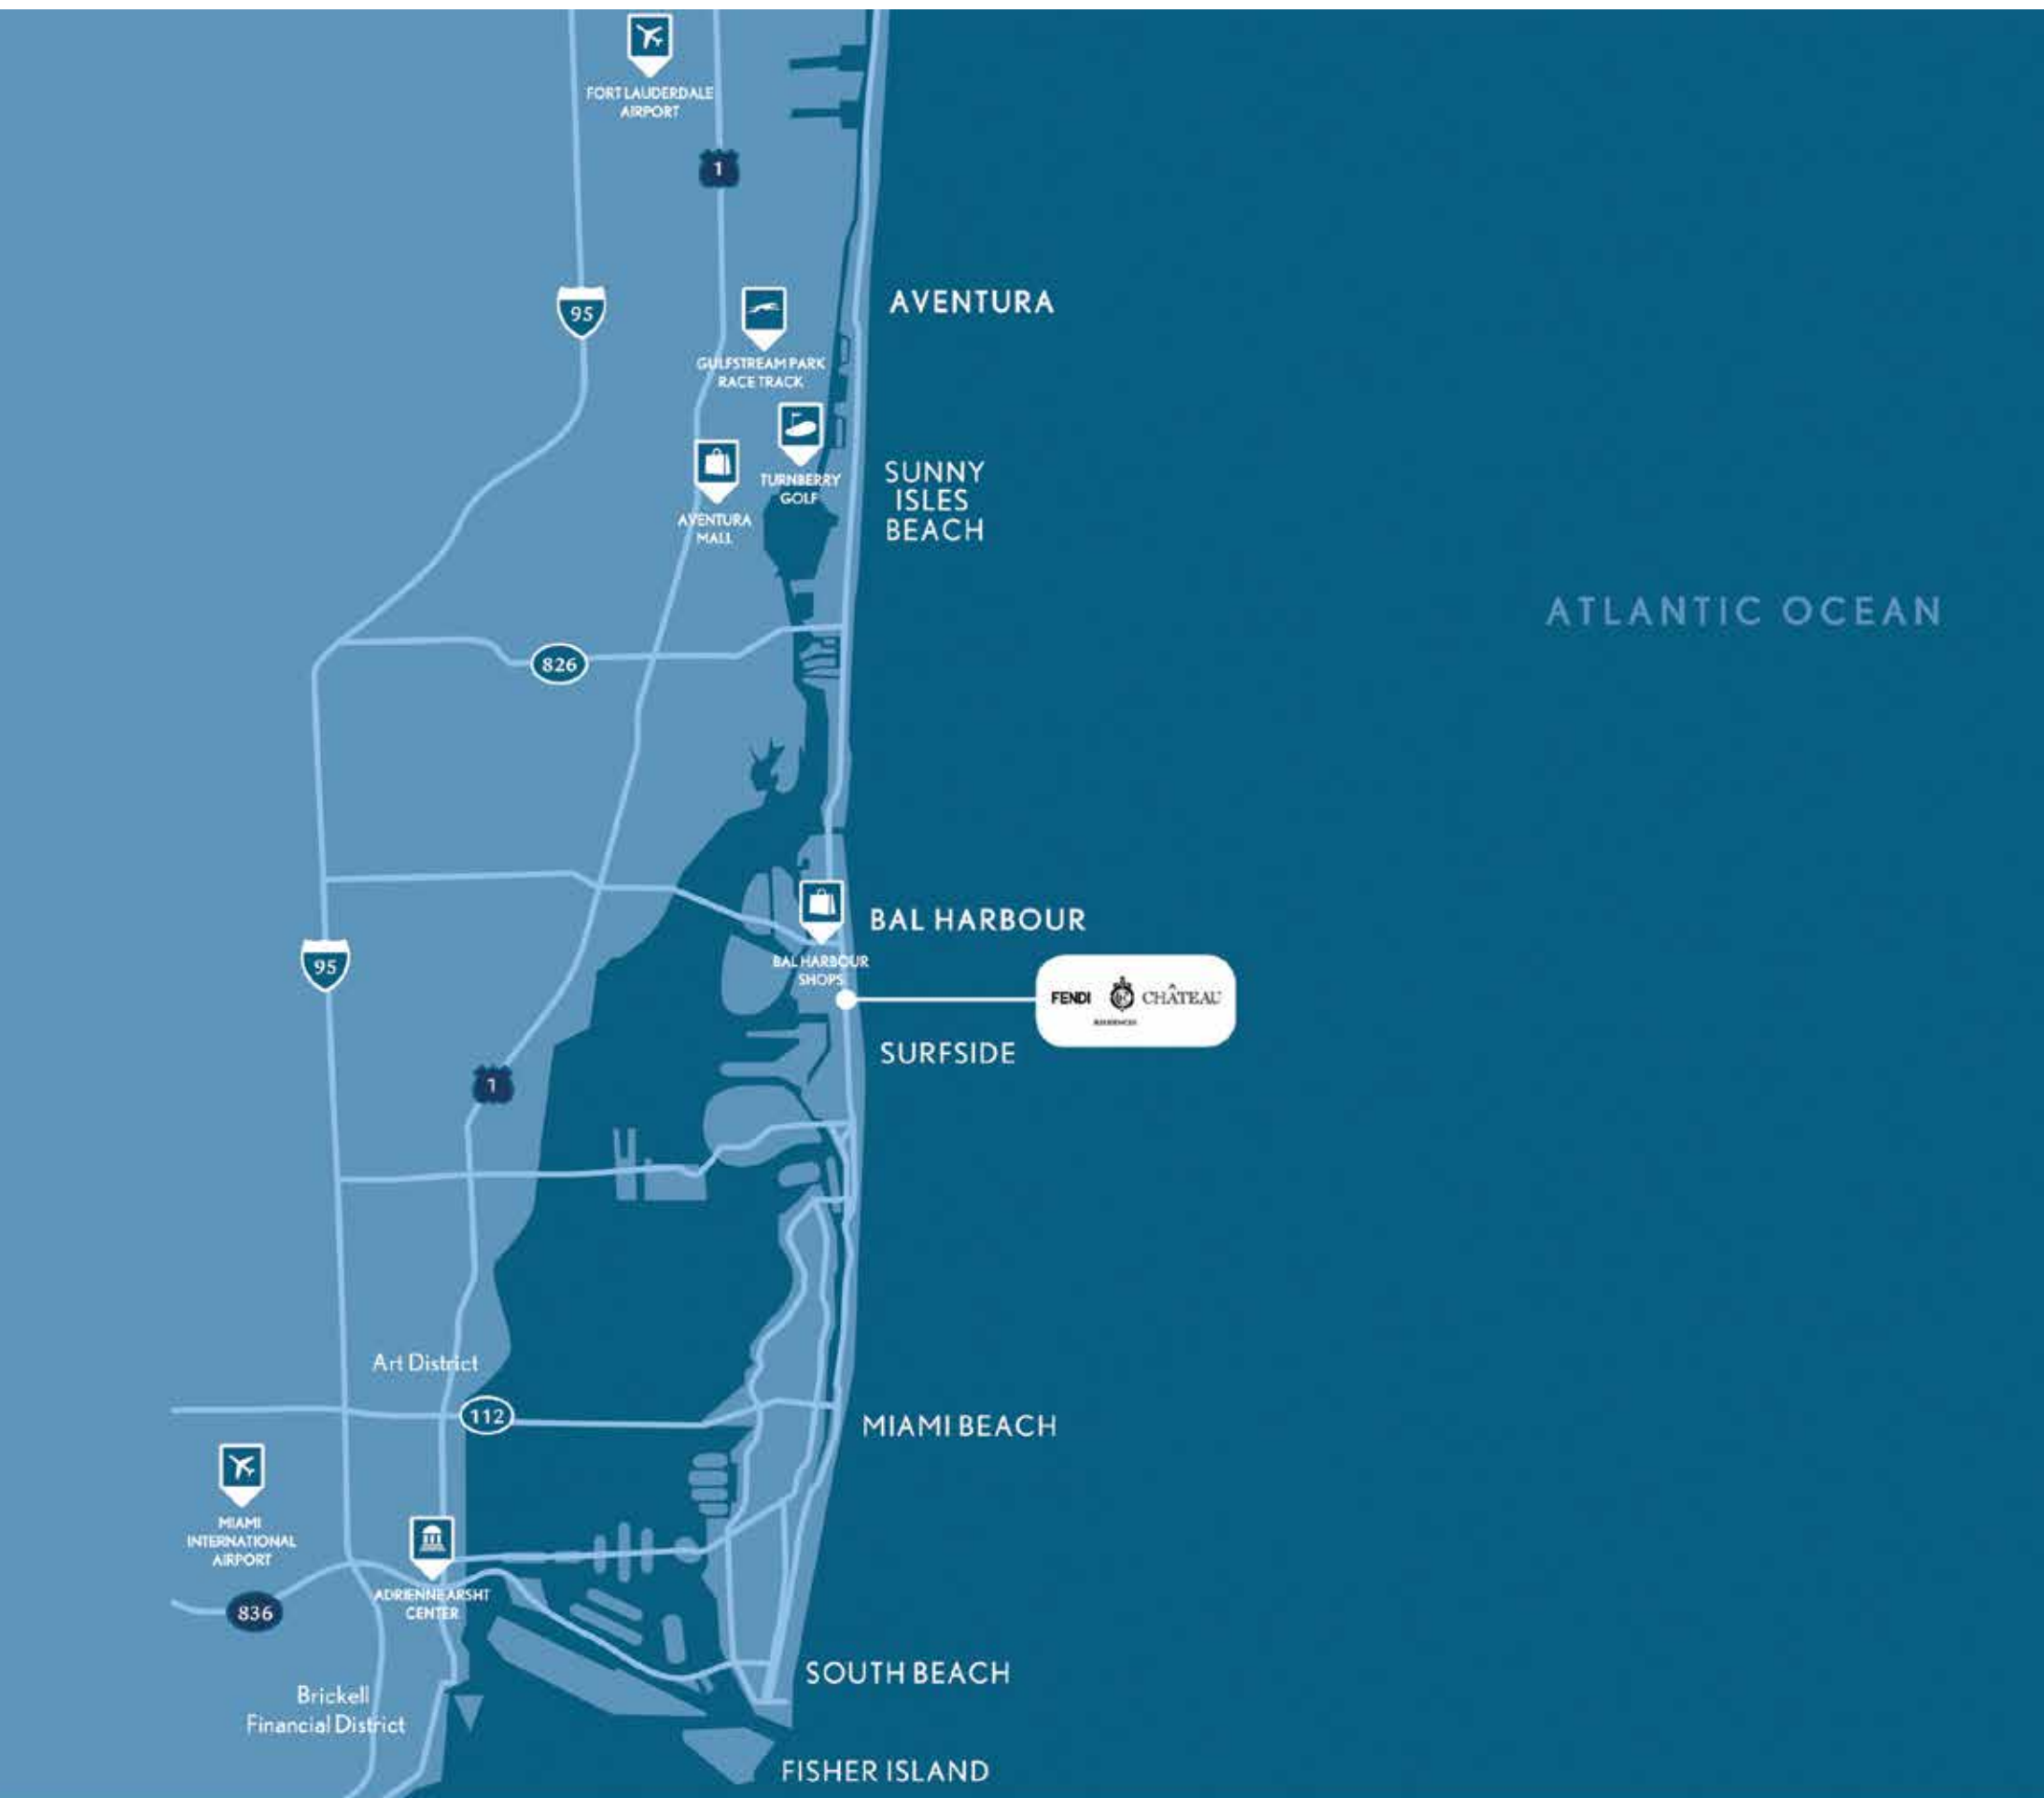 FORT LAUDERDALE
AIRPORT
1
95
AVENTURA
GULFSTREAM PARK
RACE TRACK
SUNNY
ISLES
BEACH
TURNBERRY
GOLF
AVENTURA
MALL
ATLANTIC OCEAN
826
BAL HARBOUR
95
BAL HARBOUR
SHOPS
FENDI CHÂTEAU
RESIDENCES
SURFSIDE
1
Art District
112
MIAMI BEACH
MIAMI
INTERNATIONAL
AIRPORT
ADRIENNE ARSHT
CENTER
836
SOUTH BEACH
Brickell
Financial District
FISHER ISLAND